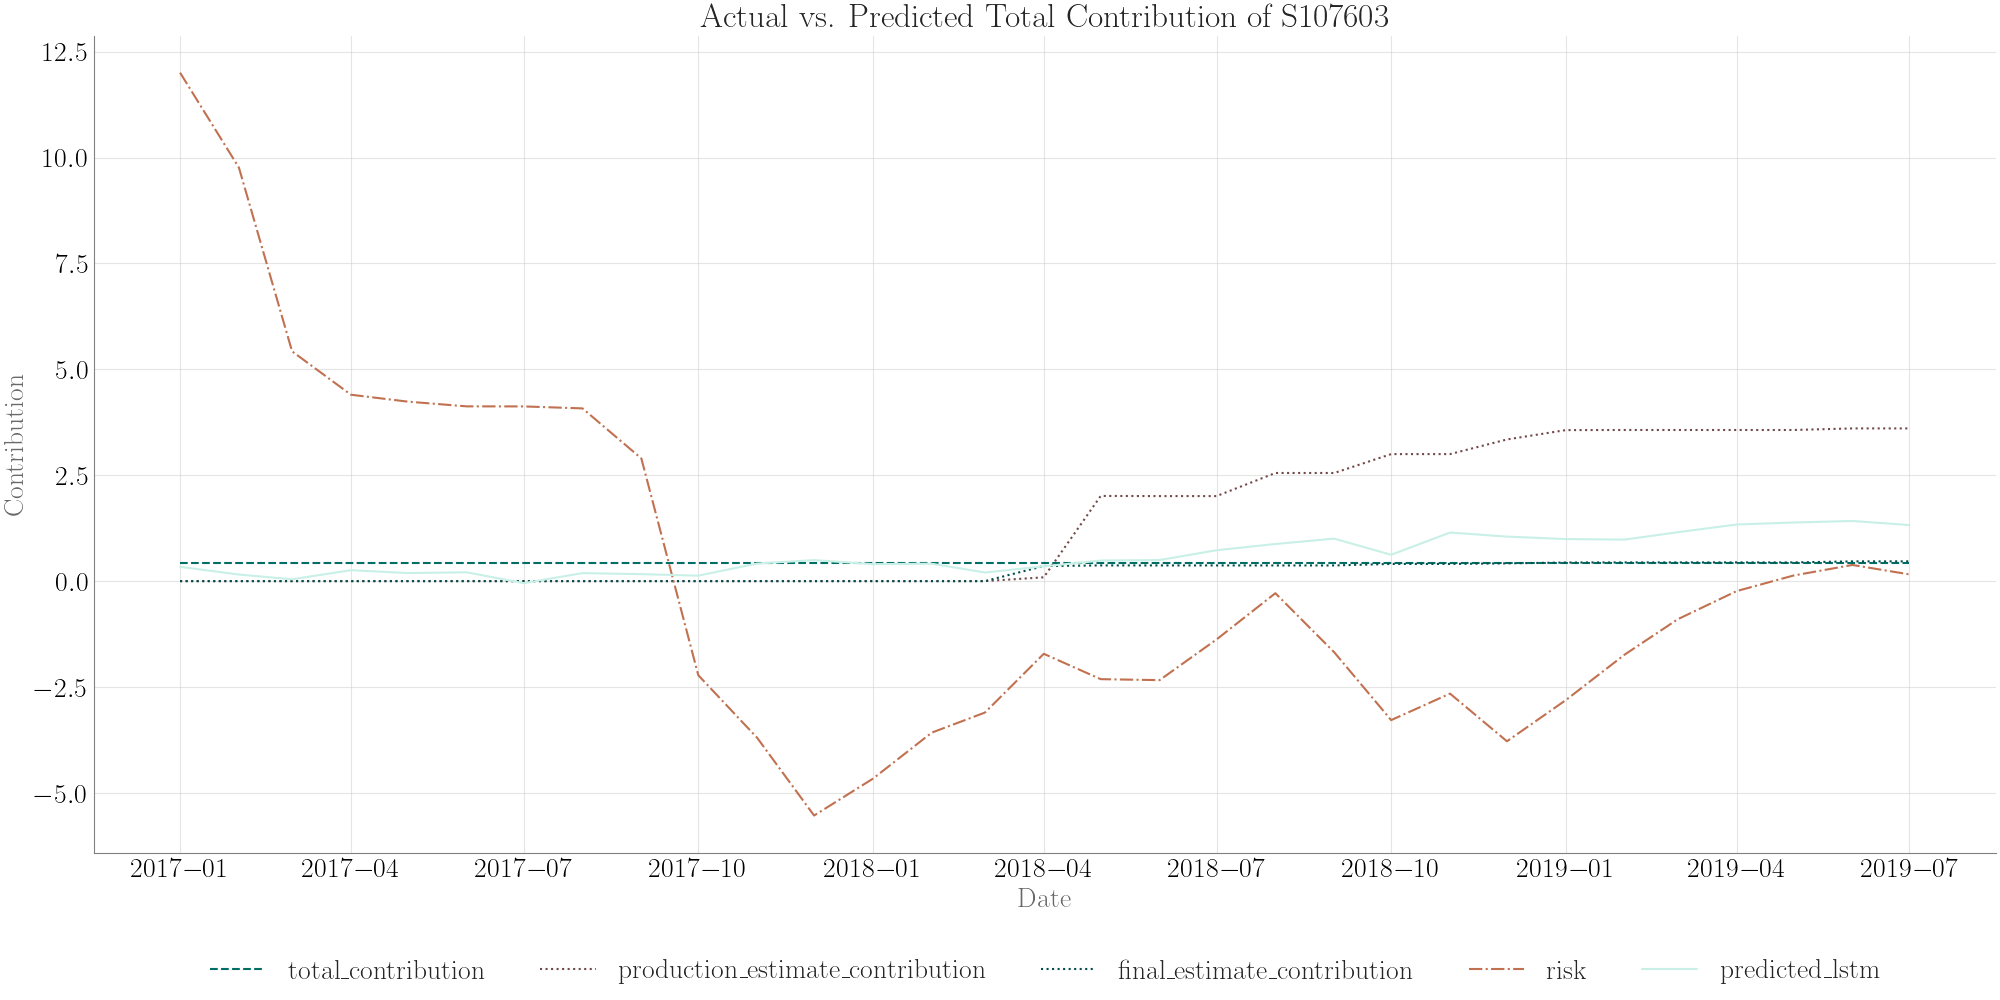 Actual vs. Predicted Total Contribution of S107603
12.5
10.0
7.5
5.0
2.5
0.0
−2.5
−5.0
Contribution
2017−01 2017−04 2017−07 2017−10 2018−01 2018−04 2018−07 2018−10 2019−01 2019−04 2019−07
Date
total_contribution production_estimate_contribution final_estimate_contribution risk predicted_lstm